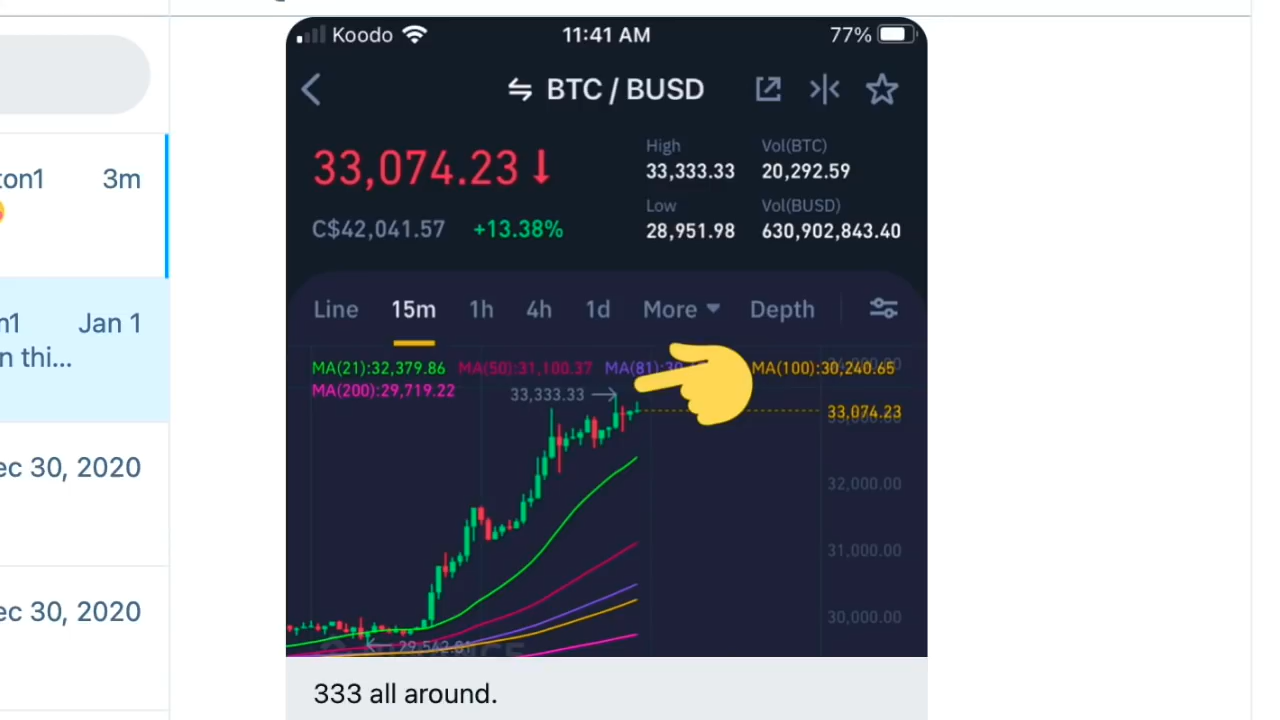 Koodo 11:41 AM 77%
BTC / BUSD
33,074.23
C$42,041.57 +13.38%
High
33,333.33
Low
28,951.98
Vol(BTC)
20,292.59
Vol(BUSD)
630,902,843.40
Line 15m 1h 4h 1d More Depth
MA(21):32,379.86 MA(50):31,100.37 MA(81):30 MA(100):30,240.65
MA(200):29,719.22
33,333.33
33,074.23
32,000.00
31,000.00
30,000.00
333 all around.
ton1 3m
Jan 1
n thi...
ec 30, 2020
ec 30, 2020